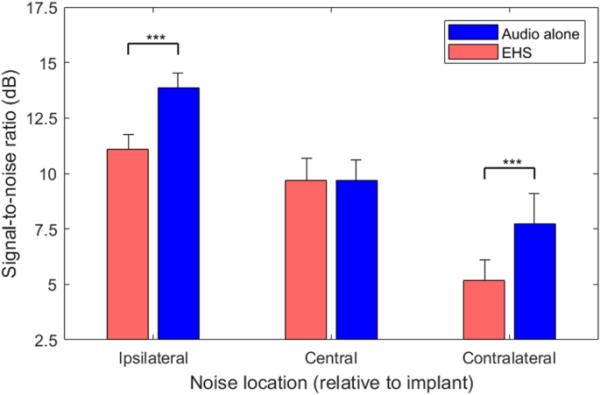 17.5
15
12.5
10
7.5
5
2.5
Signal-to-noise ratio (dB)
***
***
Audio alone
EHS
Ipsilateral Central Contralateral
Noise location (relative to implant)